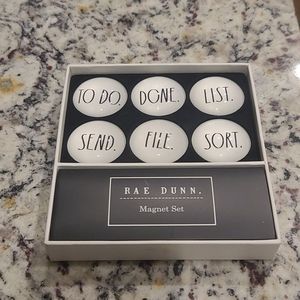 TO DO. DONE. LIST.
SEND. FILE. SORT.
RAE DUNN.
Magnet Set